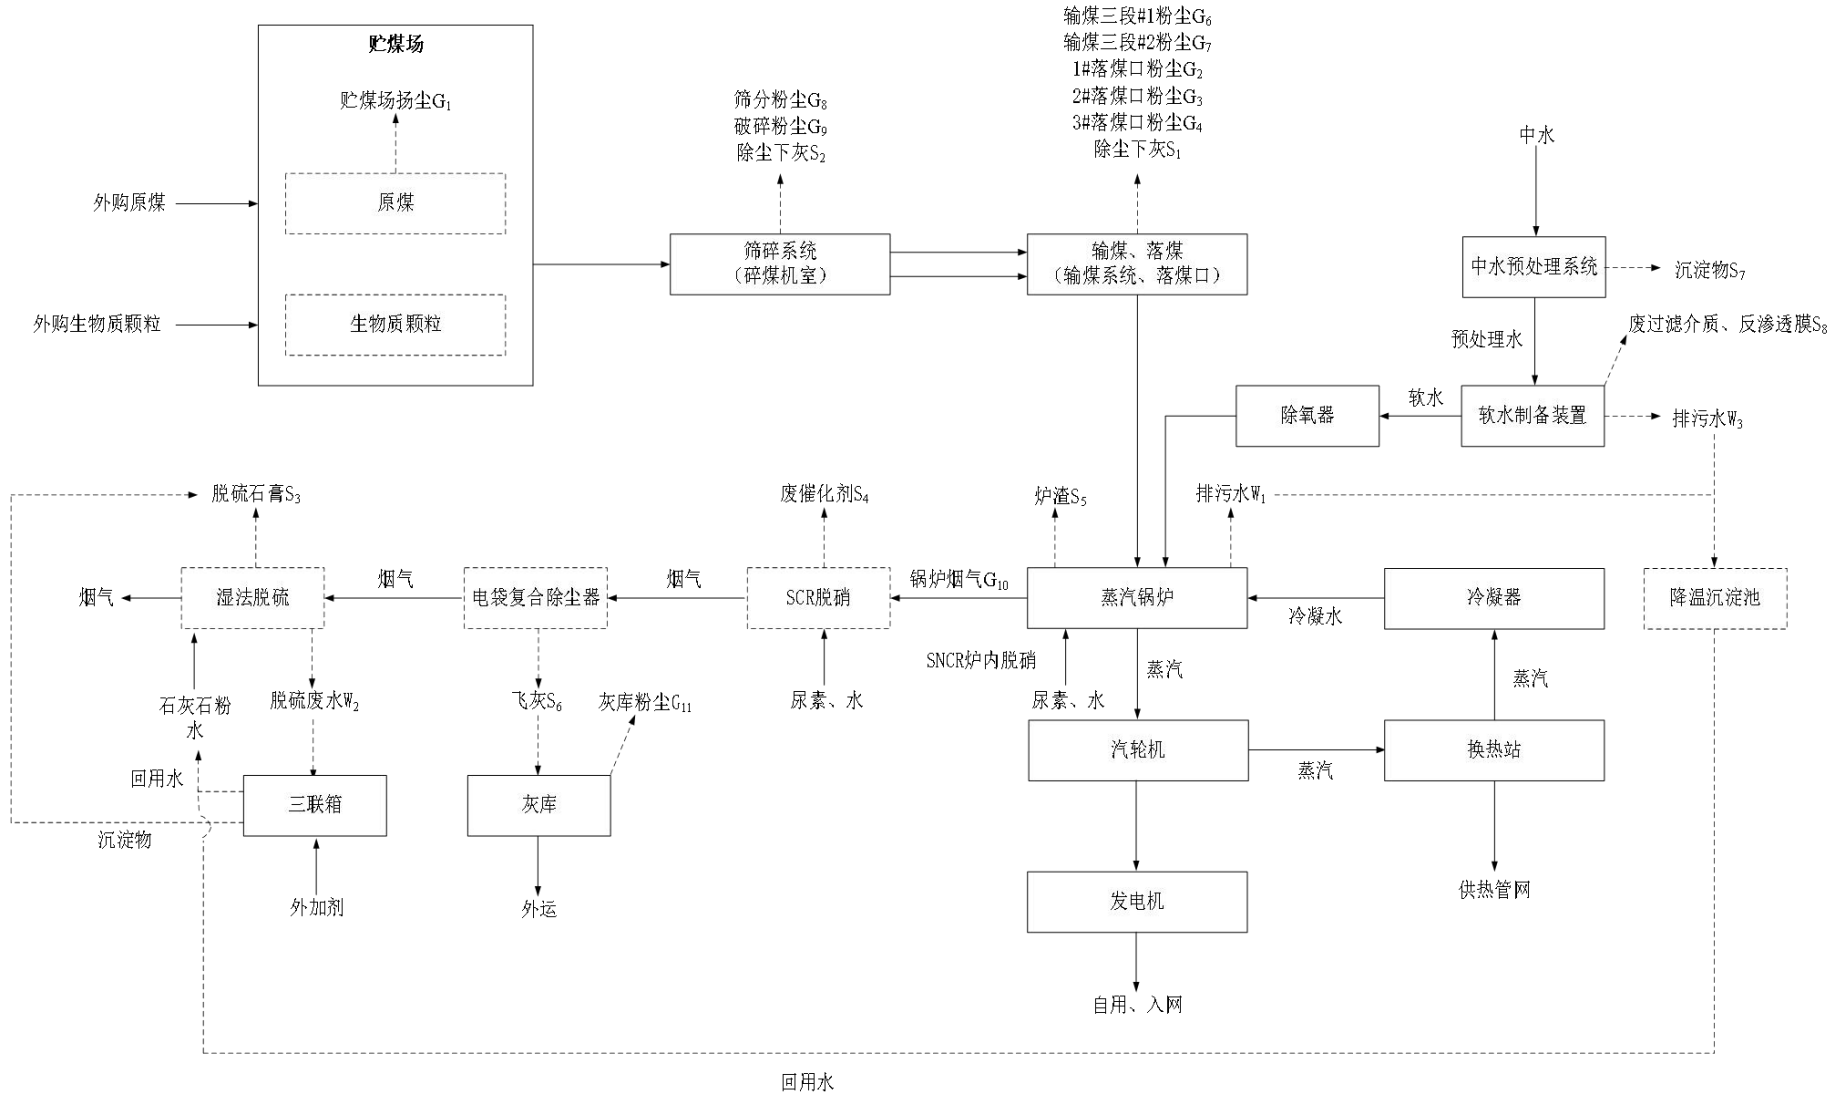 输煤三段#1粉尘G₆
输煤三段#2粉尘G₇
1#落煤口粉尘G₂
2#落煤口粉尘G₃
3#落煤口粉尘G₄
除尘下灰S₁
贮煤场
贮煤场扬尘G₁
筛分粉尘G₈
破碎粉尘G₉
除尘下灰S₂
中水
外购原煤
原煤
筛碎系统
（碎煤机室）
输煤、落煤
（输煤系统、落煤口）
中水预处理系统
沉淀物S₇
外购生物质颗粒
生物质颗粒
预处理水
废过滤介质、反渗透膜S₈
除氧器
软水
软水制备装置
排污水W₃
脱硫石膏S₃
废催化剂S₄
炉渣S₅
排污水W₁
烟气
湿法脱硫
烟气
电袋复合除尘器
烟气
SCR脱硝
锅炉烟气G₁₀
蒸汽锅炉
冷凝水
冷凝器
降温沉淀池
石灰石粉
水
脱硫废水W₂
飞灰S₆
灰库粉尘G₁₁
尿素、水
SNCR炉内脱硝
尿素、水
蒸汽
蒸汽
汽轮机
蒸汽
换热站
回用水
三联箱
灰库
沉淀物
外加剂
外运
发电机
供热管网
自用、入网
回用水